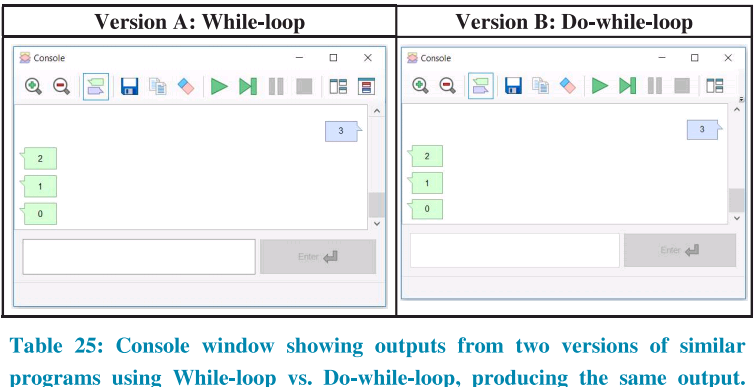 Version A: While-loop
Version B: Do-while-loop
Console
3
2
1
0
Enter
Console
3
2
1
0
Enter
Table 25: Console window showing outputs from two versions of similar
programs using While-loop vs. Do-while-loop, producing the same output.